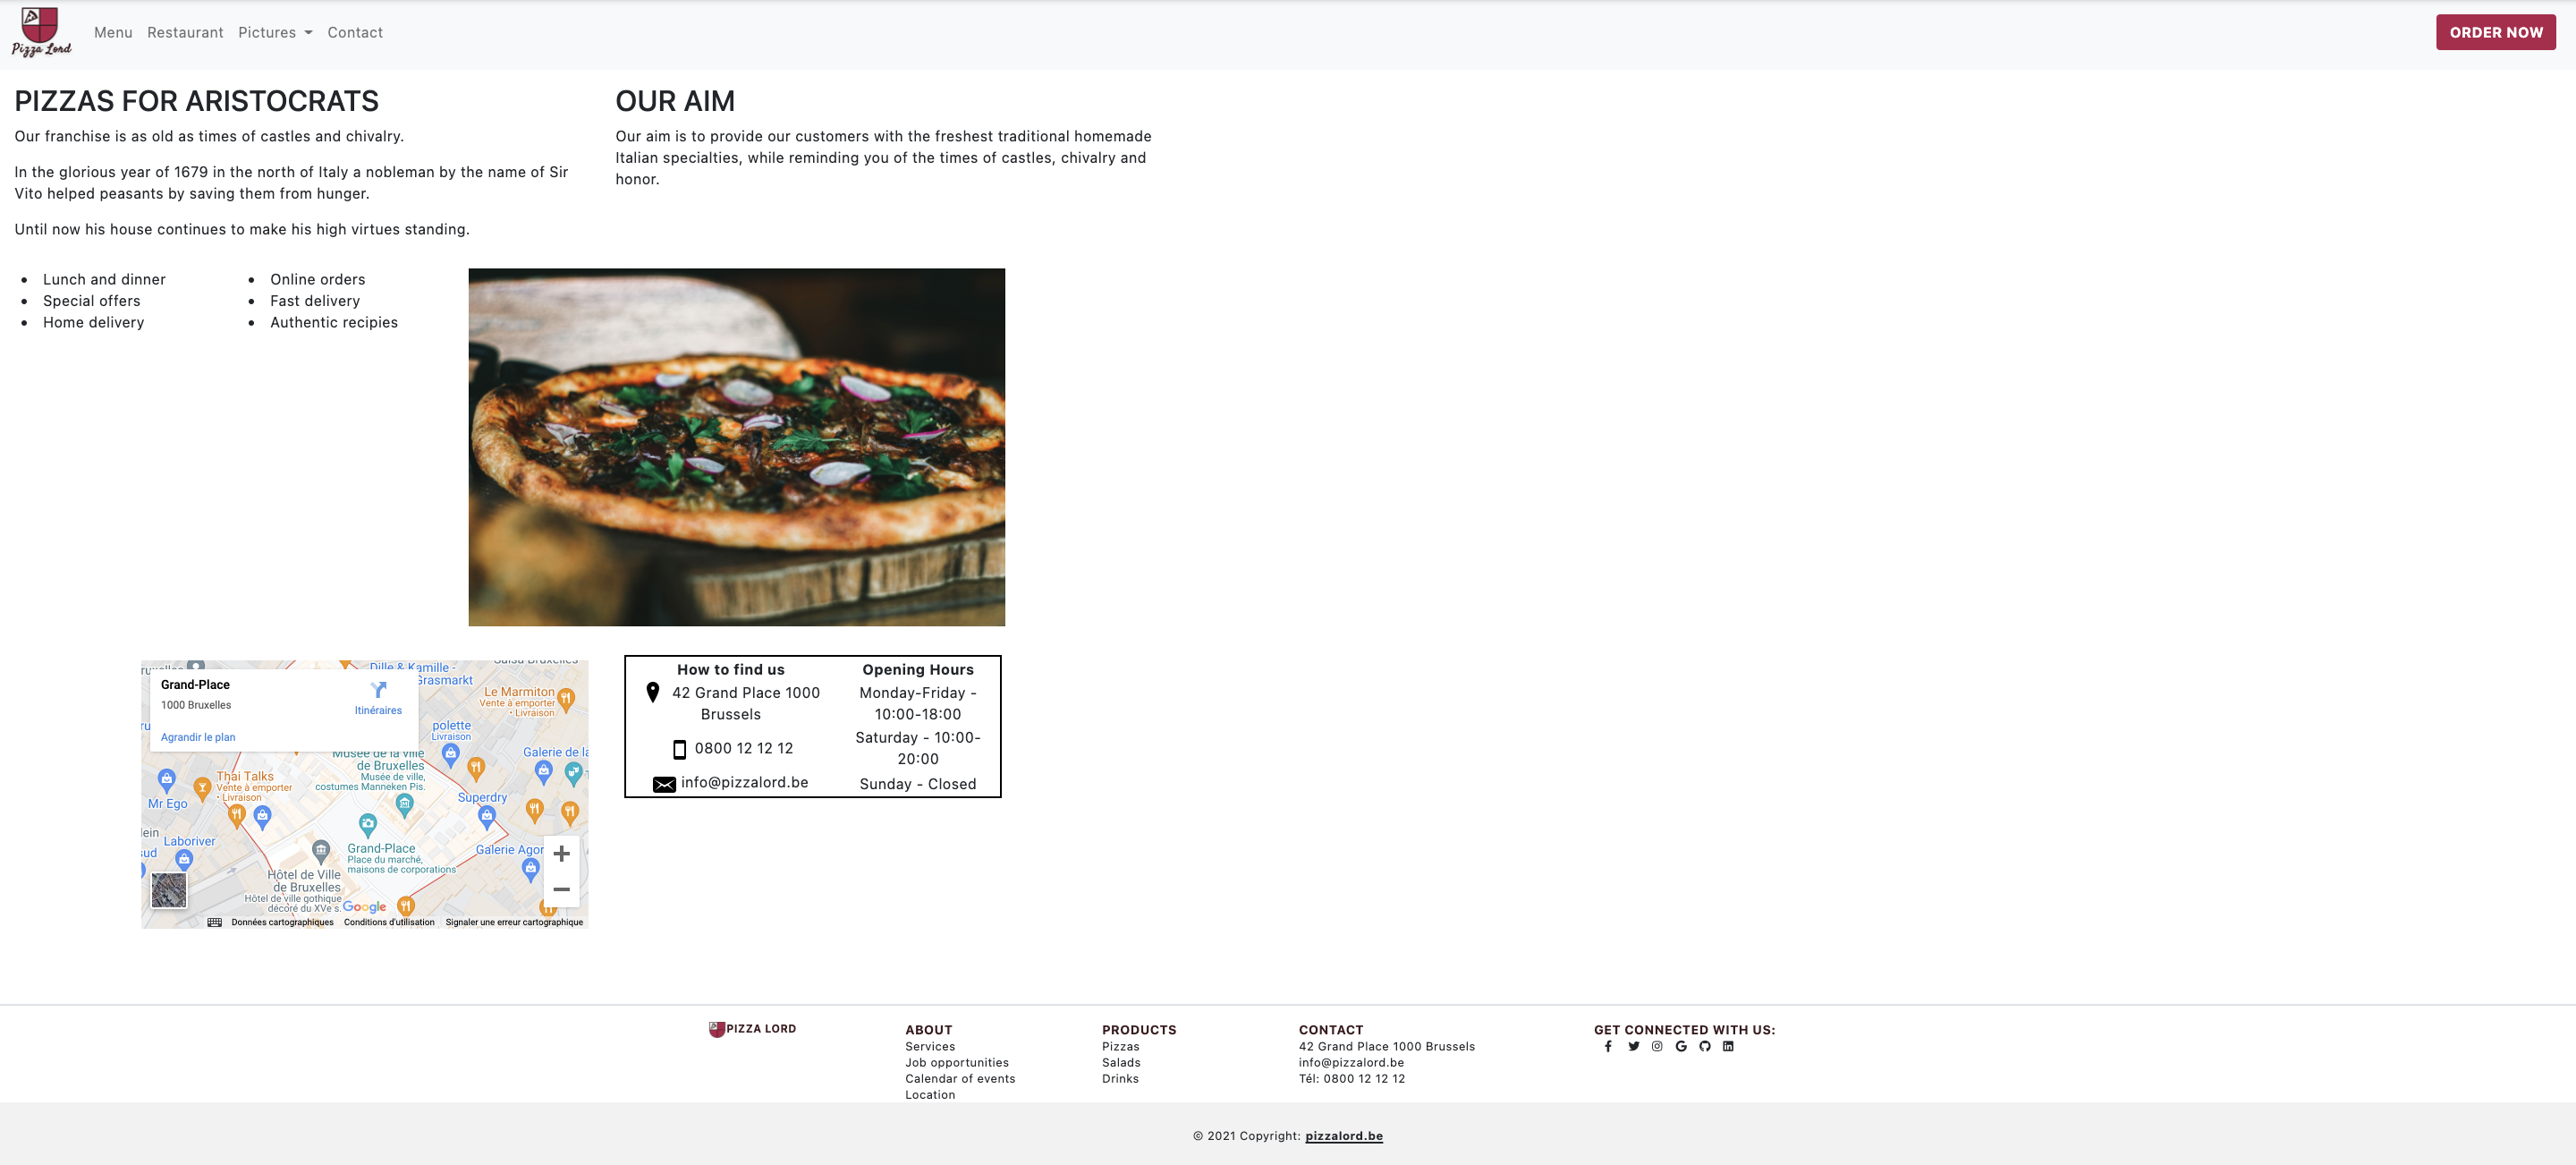 Pizza Lord
Menu Restaurant Pictures Contact
ORDER NOW
PIZZAS FOR ARISTOCRATS
Our franchise is as old as times of castles and chivalry.
In the glorious year of 1679 in the north of Italy a nobleman by the name of Sir
Vito helped peasants by saving them from hunger.
Until now his house continues to make his high virtues standing.
OUR AIM
Our aim is to provide our customers with the freshest traditional homemade
Italian specialties, while reminding you of the times of castles, chivalry and
honor.
Lunch and dinner
Special offers
Home delivery
Online orders
Fast delivery
Authentic recipies
Grand-Place
1000 Bruxelles
Itinéraires
Agrandir le plan
Dille & Kamille -
Grasmarkt
Le Marmiton
Vente à emporter
• Livraison
polette
Livraison
Musée de la ville
de Bruxelles
Musée de ville,
costumes Manneken Pis.
Galerie de la
Thai Talks
Vente à emporter
• Livraison
Mr Ego
Superdry
Laboriver
Grand-Place
Place du marché,
maisons de corporations
Galerie Agor
Hôtel de Ville
de Bruxelles
Hôtel de ville gothique
décoré du XVe s.
Google
Données cartographiques Conditions d'utilisation Signaler une erreur cartographique
How to find us
42 Grand Place 1000
Brussels
0800 12 12 12
info@pizzalord.be
Opening Hours
Monday-Friday -
10:00-18:00
Saturday - 10:00-
20:00
Sunday - Closed
PIZZA LORD
ABOUT
Services
Job opportunities
Calendar of events
Location
PRODUCTS
Pizzas
Salads
Drinks
CONTACT
42 Grand Place 1000 Brussels
info@pizzalord.be
Tél: 0800 12 12 12
GET CONNECTED WITH US:
© 2021 Copyright: pizzalord.be